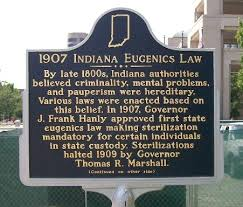 1907 INDIANA EUGENICS LAW
By late 1800s, Indiana authorities
believed criminality, mental problems,
and pauperism were hereditary.
Various laws were enacted based on
this belief. In 1907, Governor
J. Frank Hanly approved first state
eugenics law making sterilization
mandatory for certain individuals
in state custody. Sterilizations
halted 1909 by Governor
Thomas R. Marshall.
(Continued on other side)